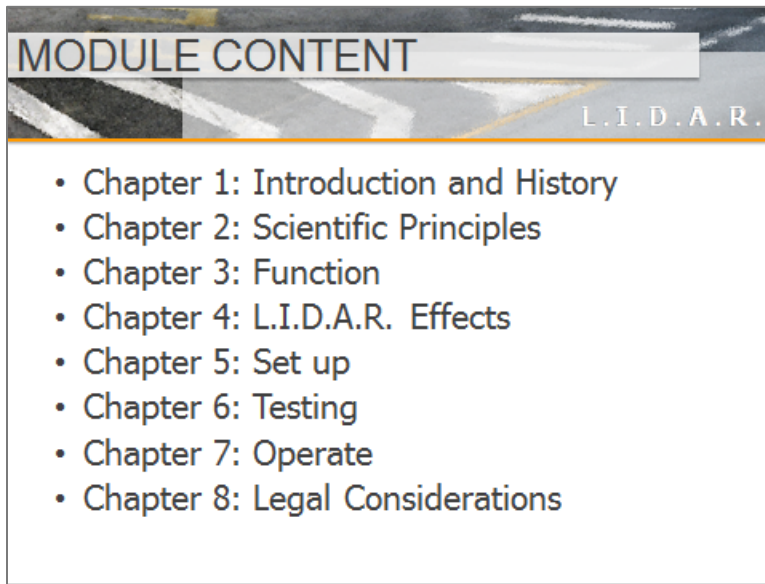 MODULE CONTENT
L.I.D.A.R.
• Chapter 1: Introduction and History
• Chapter 2: Scientific Principles
• Chapter 3: Function
• Chapter 4: L.I.D.A.R. Effects
• Chapter 5: Set up
• Chapter 6: Testing
• Chapter 7: Operate
• Chapter 8: Legal Considerations